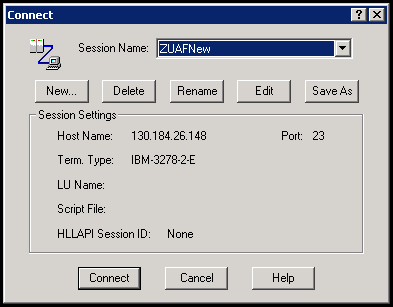 Connect
Session Name: ZUAFNew
New... Delete Rename Edit Save As
Session Settings
Host Name: 130.184.26.148 Port: 23
Term. Type: IBM-3278-2-E
LU Name:
Script File:
HLLAPI Session ID: None
Connect Cancel Help